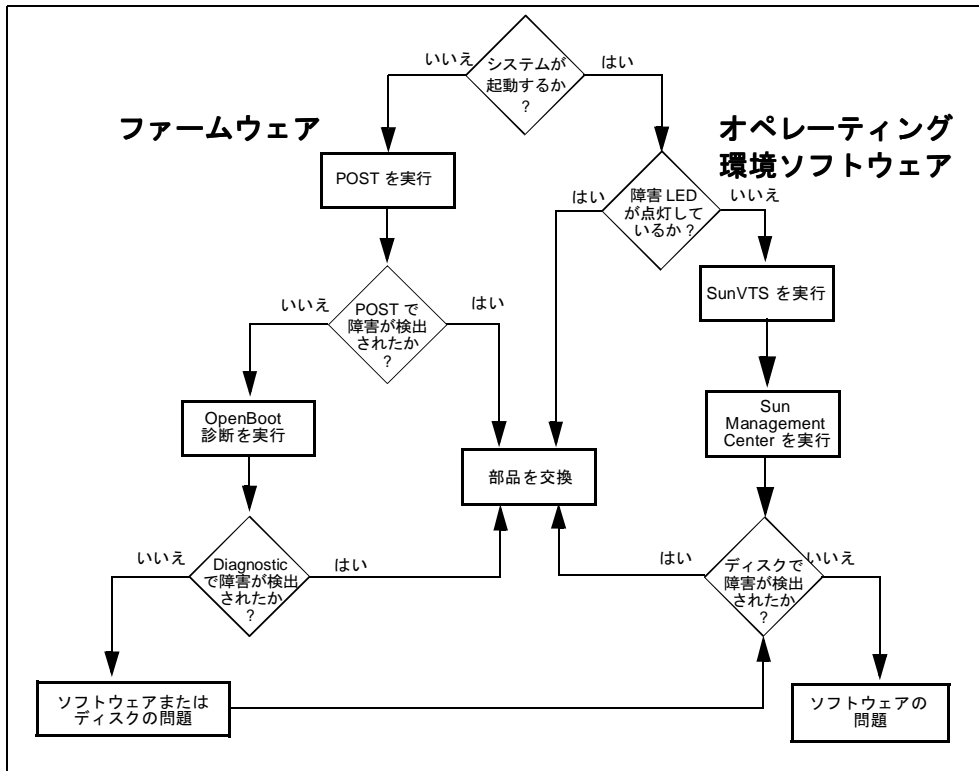 いいえ
システムが
起動するか
?
はい
ファームウェア
オペレーティング
環境ソフトウェア
POST を実行
はい
障害 LED
が点灯して
いるか ?
いいえ
SunVTS を実行
いいえ
POST で
障害が検出
されたか
?
はい
OpenBoot
診断を実行
Sun
Management
Center を実行
部品を交換
いいえ
Diagnostic
で障害が検出
されたか
?
はい
はい
ディスクで
障害が検出
されたか
?
いいえ
ソフトウェアまたは
ディスクの問題
ソフトウェアの
問題